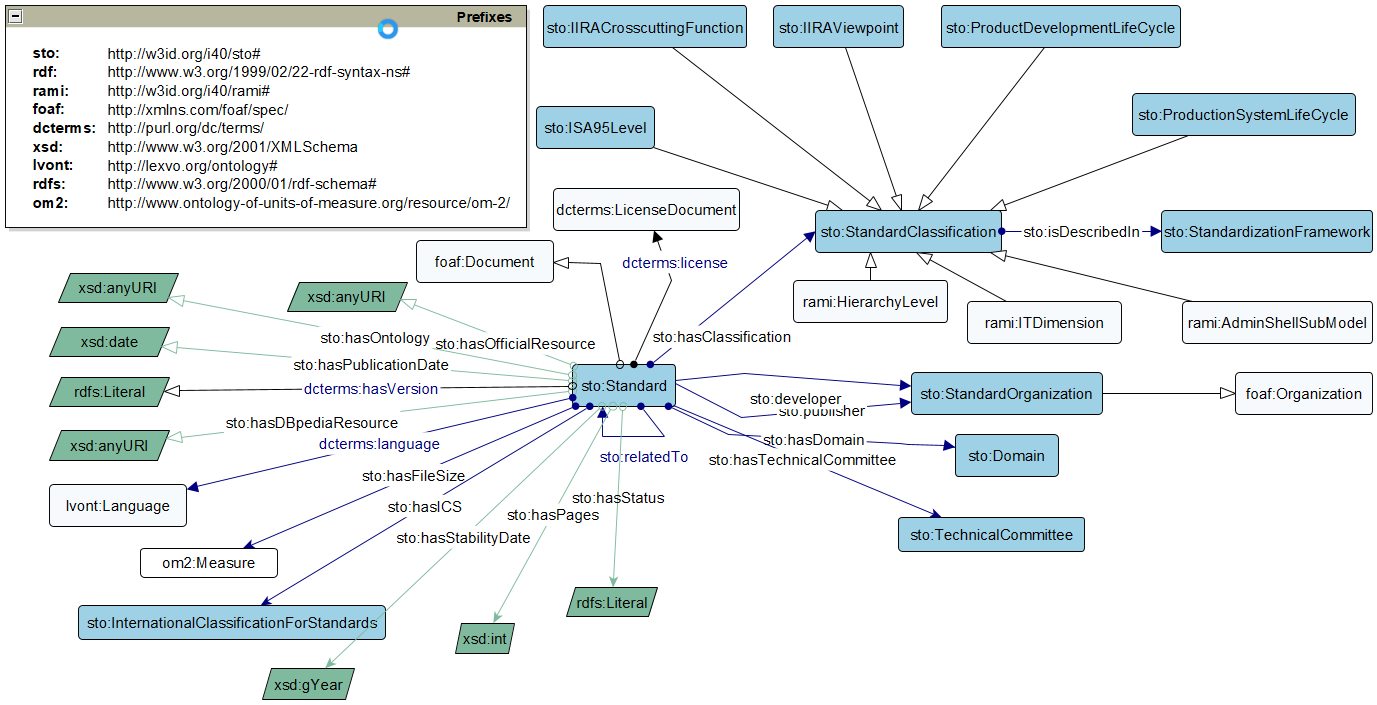 Prefixes
sto: http://w3id.org/i40/sto#
rdf: http://www.w3.org/1999/02/22-rdf-syntax-ns#
rami: http://w3id.org/i40/rami#
foaf: http://xmlns.com/foaf/spec/
dcterms: http://purl.org/dc/terms/
xsd: http://www.w3.org/2001/XMLSchema
lvont: http://lexvo.org/ontology#
rdfs: http://www.w3.org/2000/01/rdf-schema#
om2: http://www.ontology-of-units-of-measure.org/resource/om-2/
sto:IIRACrosscuttingFunction
sto:IIRAViewpoint
sto:ProductDevelopmentLifeCycle
sto:ISA95Level
sto:ProductionSystemLifeCycle
dcterms:LicenseDocument
sto:StandardClassification
sto:isDescribedIn
sto:StandardizationFramework
foaf:Document
dcterms:license
xsd:anyURI
xsd:anyURI
rami:HierarchyLevel
rami:ITDimension
rami:AdminShellSubModel
sto:hasOntology
sto:hasOfficialResource
sto:hasClassification
xsd:date
sto:hasPublicationDate
rdfs:Literal
dcterms:hasVersion
sto:Standard
sto:developer
sto:publisher
sto:StandardOrganization
foaf:Organization
sto:hasDBpediaResource
xsd:anyURI
dcterms:language
sto:hasDomain
sto:relatedTo
sto:hasTechnicalCommittee
sto:Domain
sto:hasFileSize
lvont:Language
sto:hasICS
sto:hasStatus
sto:hasPages
sto:hasStabilityDate
sto:TechnicalCommittee
om2:Measure
rdfs:Literal
sto:InternationalClassificationForStandards
xsd:int
xsd:gYear